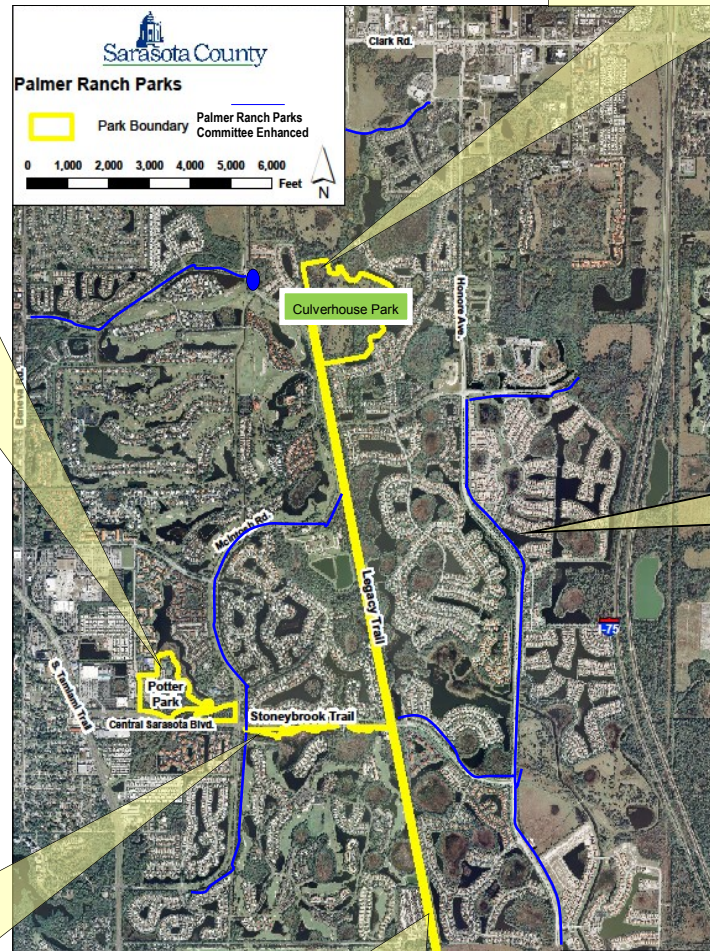 Sarasota County
Palmer Ranch Parks
Park Boundary
Palmer Ranch Parks
Committee Enhanced
0 1,000 2,000 3,000 4,000 5,000 6,000
Feet
N
Clark Rd.
Honore Ave.
Culverhouse Park
Beneva Rd.
McIntosh Rd.
Legacy Trail
I-75
S. Tamiami Trail
Potter
Park
Central Sarasota Blvd.
Stoneybrook Trail